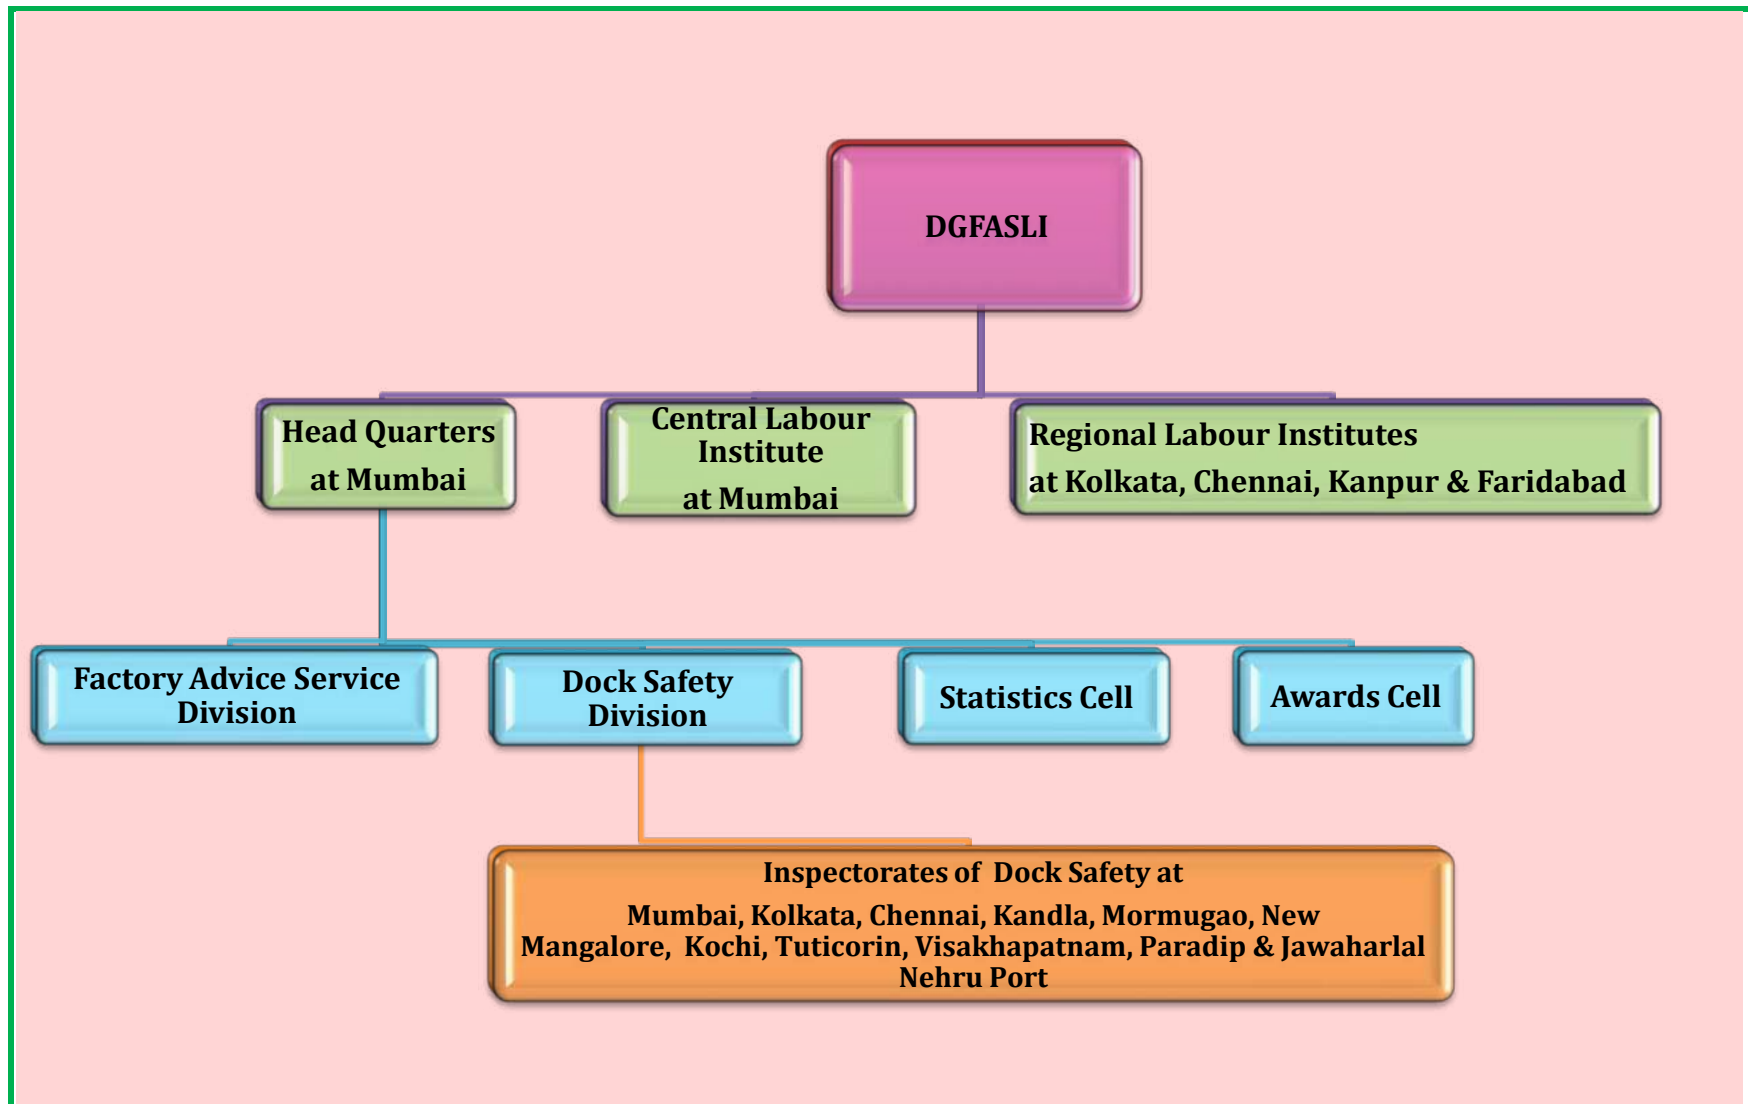 DGFASLI
Head Quarters
at Mumbai
Central Labour
Institute
at Mumbai
Regional Labour Institutes
at Kolkata, Chennai, Kanpur & Faridabad
Factory Advice Service
Division
Dock Safety
Division
Statistics Cell
Awards Cell
Inspectorates of Dock Safety at
Mumbai, Kolkata, Chennai, Kandla, Mormugao, New
Mangalore, Kochi, Tuticorin, Visakhapatnam, Paradip & Jawaharlal
Nehru Port